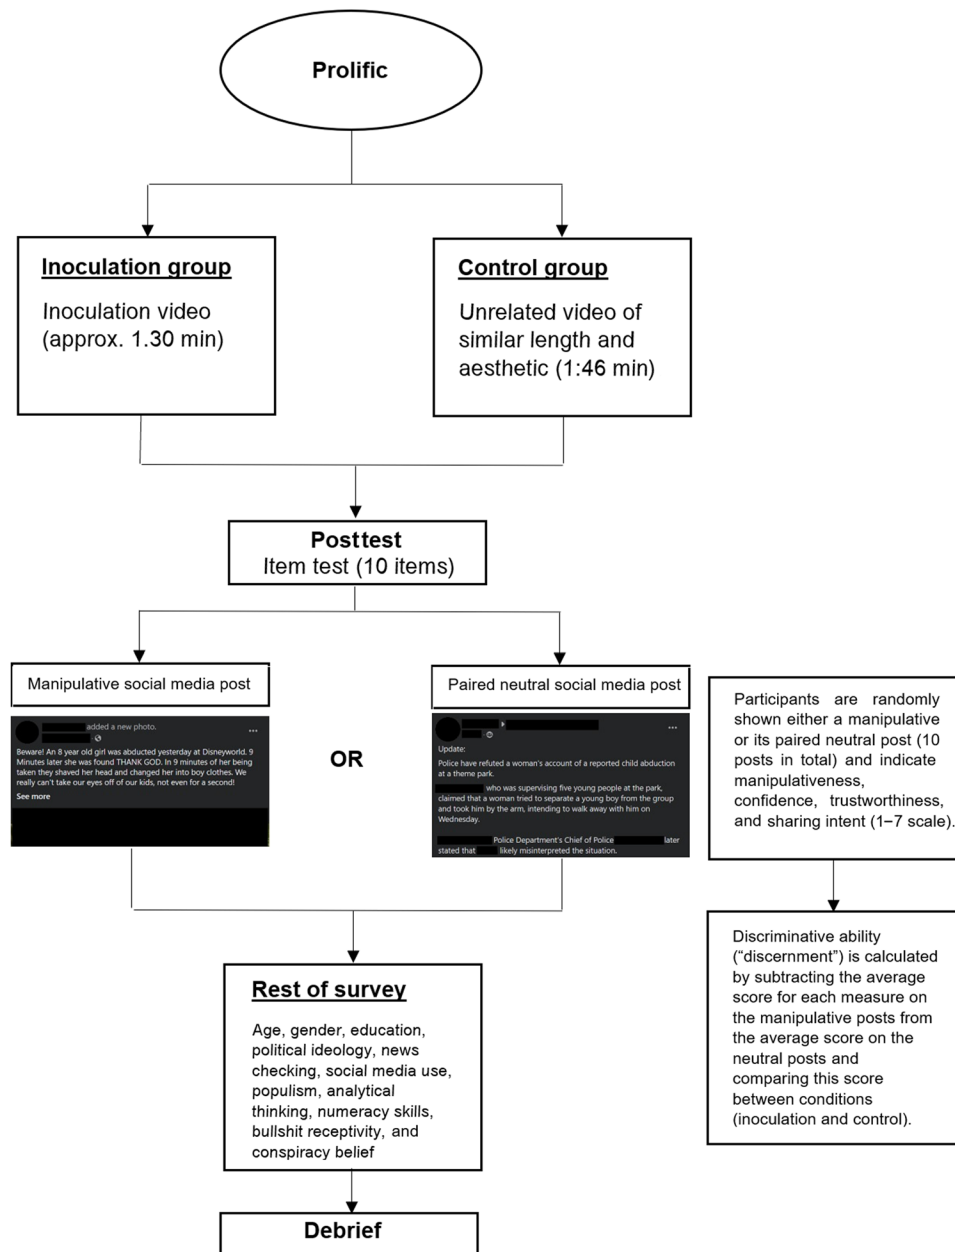 Prolific
Inoculation group
Inoculation video
(approx. 1.30 min)
Control group
Unrelated video of
similar length and
aesthetic (1:46 min)
Posttest
Item test (10 items)
Manipulative social media post
added a new photo.
Beware! An 8 year old girl was abducted yesterday at Disneyworld. 9
Minutes later she was found THANK GOD. In 9 minutes of her being
taken they shaved her head and changed her into boy clothes. We
really can't take our eyes off of our kids, not even for a second!
See more
OR
Paired neutral social media post
Update:
Police have refuted a woman's account of a reported child abduction
at a theme park.
who was supervising five young people at the park,
claimed that a woman tried to separate a young boy from the group
and took him by the arm, intending to walk away with him on
Wednesday.
Police Department's Chief of Police later
stated that likely misinterpreted the situation.
Participants are randomly
shown either a manipulative
or its paired neutral post (10
posts in total) and indicate
manipulativeness,
confidence, trustworthiness,
and sharing intent (1–7 scale).
Discriminative ability
(“discernment”) is calculated
by subtracting the average
score for each measure on
the manipulative posts from
the average score on the
neutral posts and
comparing this score
between conditions
(inoculation and control).
Rest of survey
Age, gender, education,
political ideology, news
checking, social media use,
populism, analytical
thinking, numeracy skills,
bullshit receptivity, and
conspiracy belief
Debrief